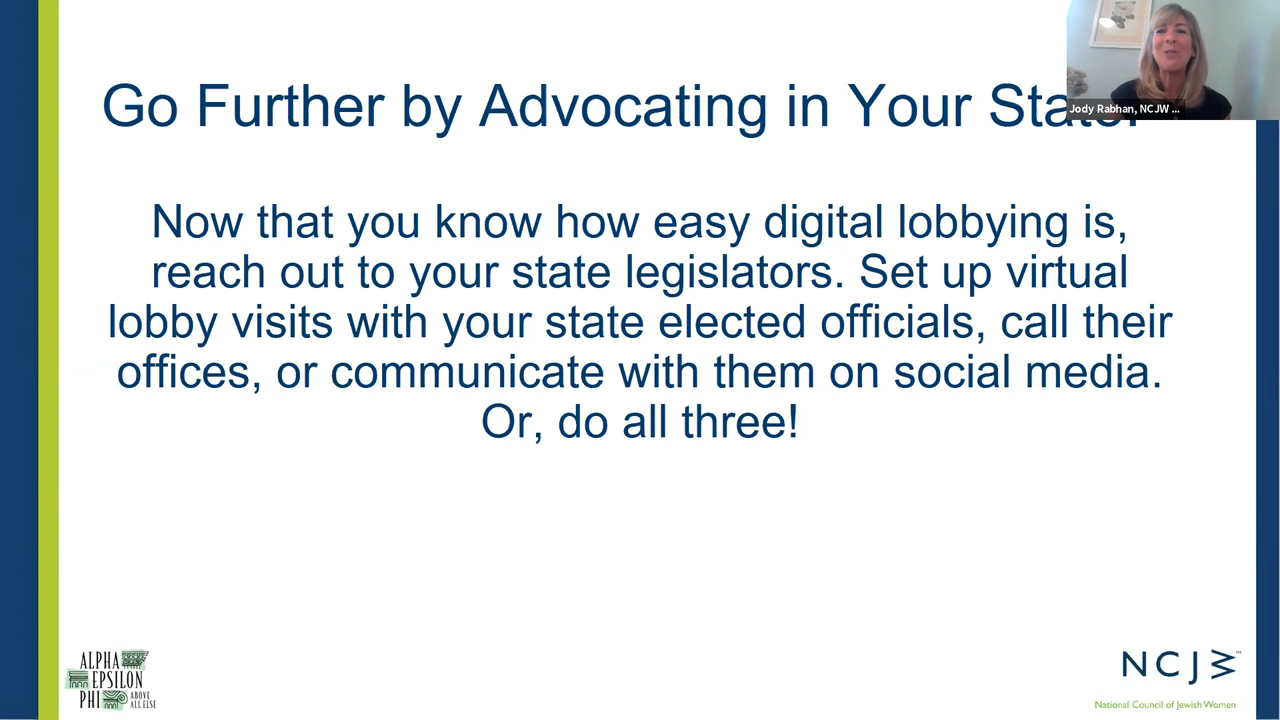 Go Further by Advocating in Your State!
Jody Rabhan, NCJW ...
Now that you know how easy digital lobbying is,
reach out to your state legislators. Set up virtual
lobby visits with your state elected officials, call their
offices, or communicate with them on social media.
Or, do all three!
ALPHA
EPSILON
PHI
ABOVE
ALL ELSE
NCJW
National Council of Jewish Women